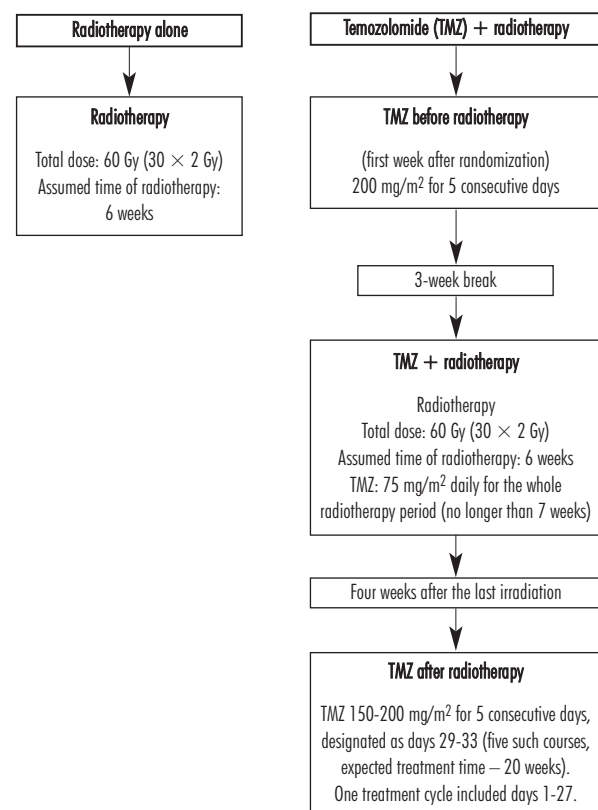 Radiotherapy alone
Radiotherapy
Total dose: 60 Gy (30 × 2 Gy)
Assumed time of radiotherapy:
6 weeks
Temozolomide (TMZ) + radiotherapy
TMZ before radiotherapy
(first week after randomization)
200 mg/m² for 5 consecutive days
3-week break
TMZ + radiotherapy
Radiotherapy
Total dose: 60 Gy (30 × 2 Gy)
Assumed time of radiotherapy: 6 weeks
TMZ: 75 mg/m² daily for the whole
radiotherapy period (no longer than 7 weeks)
Four weeks after the last irradiation
TMZ after radiotherapy
TMZ 150-200 mg/m² for 5 consecutive days,
designated as days 29-33 (five such courses,
expected treatment time – 20 weeks).
One treatment cycle included days 1-27.